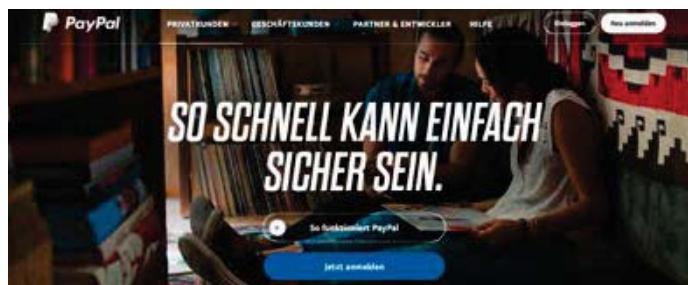 PayPal
PRIVATKUNDEN GESCHÄFTSKUNDEN PARTNER & ENTWICKLER HILFE Einloggen Neu anmelden
SO SCHNELL KANN EINFACH
SICHER SEIN.
So funktioniert PayPal
Jetzt anmelden